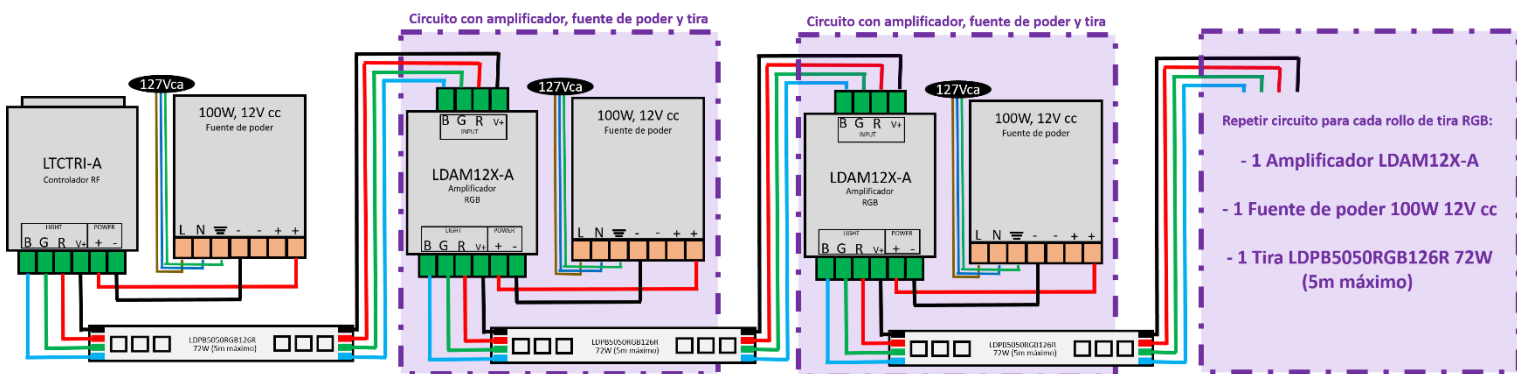 Circuito con amplificador, fuente de poder y tira
Circuito con amplificador, fuente de poder y tira
127Vca
100W, 12V cc
Fuente de poder
LTCTRI-A
Controlador RF
LIGHT POWER
B G R V+ + -
L N - - + +
LDPB5050RGB126R
72W (5m máximo)
B G R V+
INPUT
LDAM12X-A
Amplificador
RGB
LIGHT POWER
B G R V+ + -
127Vca
100W, 12V cc
Fuente de poder
L N - - + +
LDPB5050RGB126R
72W (5m máximo)
B G R V+
INPUT
LDAM12X-A
Amplificador
RGB
LIGHT POWER
B G R V+ + -
127Vca
100W, 12V cc
Fuente de poder
L N - - + +
LDPB5050RGB126R
72W (5m máximo)
Repetir circuito para cada rollo de tira RGB:
- 1 Amplificador LDAM12X-A
- 1 Fuente de poder 100W 12V cc
- 1 Tira LDPB5050RGB126R 72W
(5m máximo)